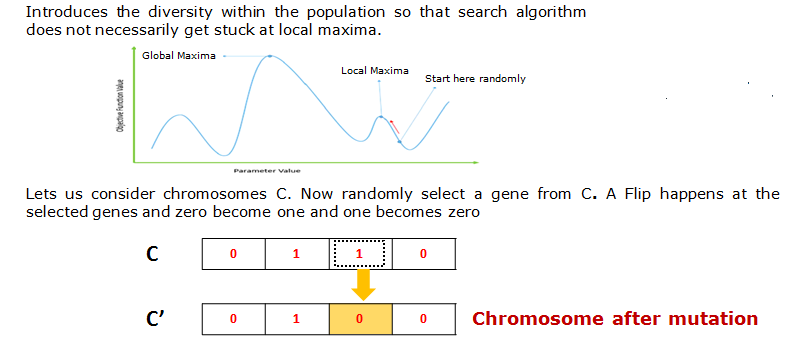 Introduces the diversity within the population so that search algorithm
does not necessarily get stuck at local maxima.
Global Maxima
Local Maxima
Start here randomly
Objective Function Value
Parameter Value
Lets us consider chromosomes C. Now randomly select a gene from C. A Flip happens at the
selected genes and zero become one and one becomes zero
C 0 1 1 0
C' 0 1 0 0 Chromosome after mutation